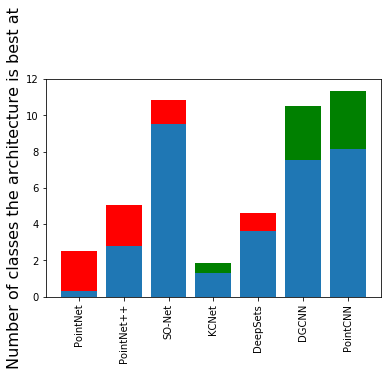 Number of classes the architecture is best at
12
10
8
6
4
2
0
PointNet
PointNet++
SO-Net
KCNet
DeepSets
DGCNN
PointCNN